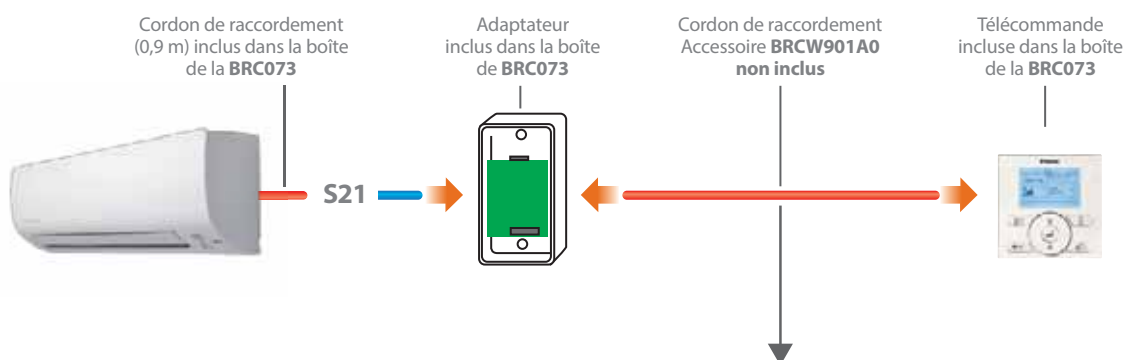 Cordon de raccordement
(0,9 m) inclus dans la boîte
de la BRC073
Adaptateur
inclus dans la boîte
de BRC073
Cordon de raccordement
Accessoire BRCW901A0
non inclus
Télécommande
incluse dans la boîte
de la BRC073
S21